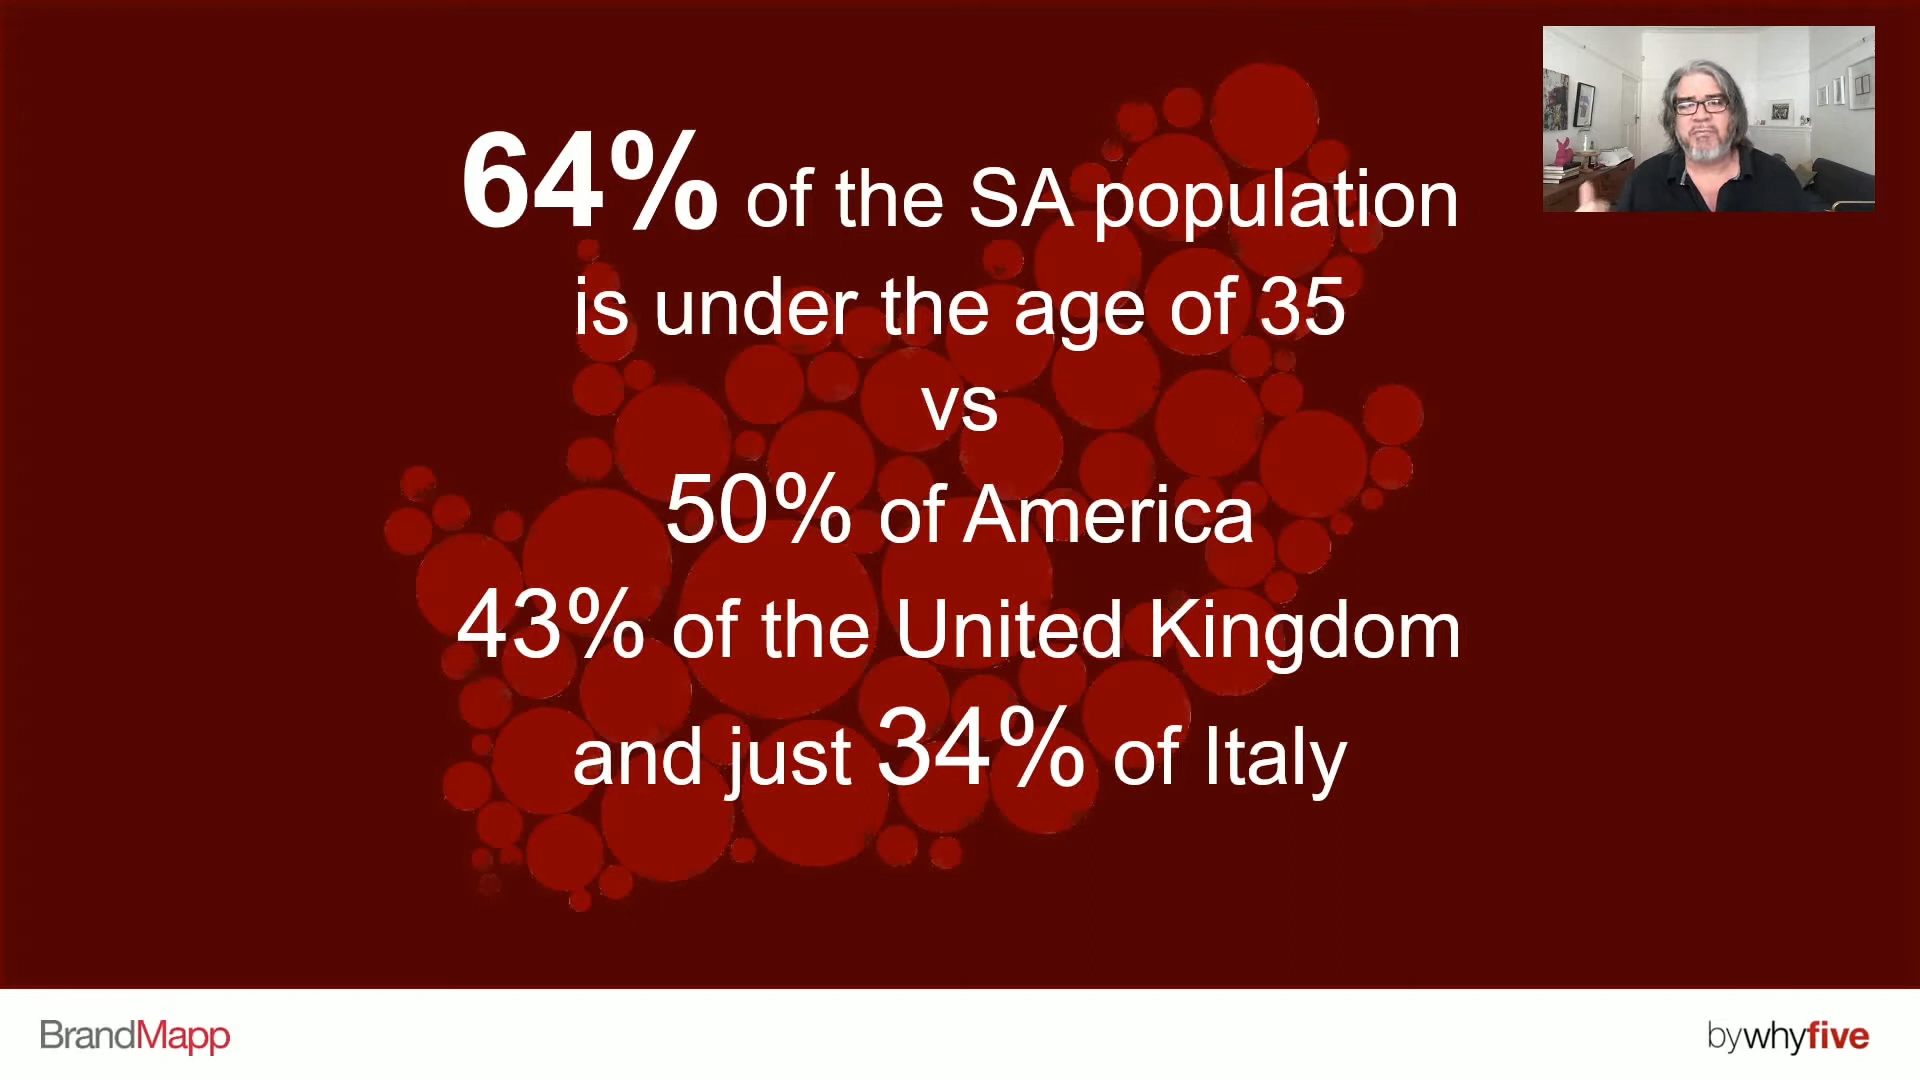 64% of the SA population
is under the age of 35
vs
50% of America
43% of the United Kingdom
and just 34% of Italy
BrandMapp
bywhyfive